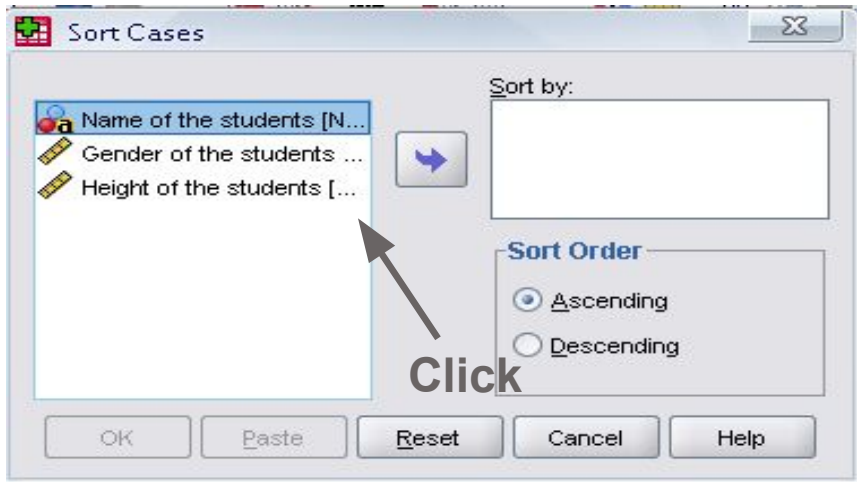 Sort Cases
Sort by:
a Name of the students [N...
Gender of the students ...
Height of the students [...
Sort Order
Ascending
Descending
Click
OK Paste Reset Cancel Help